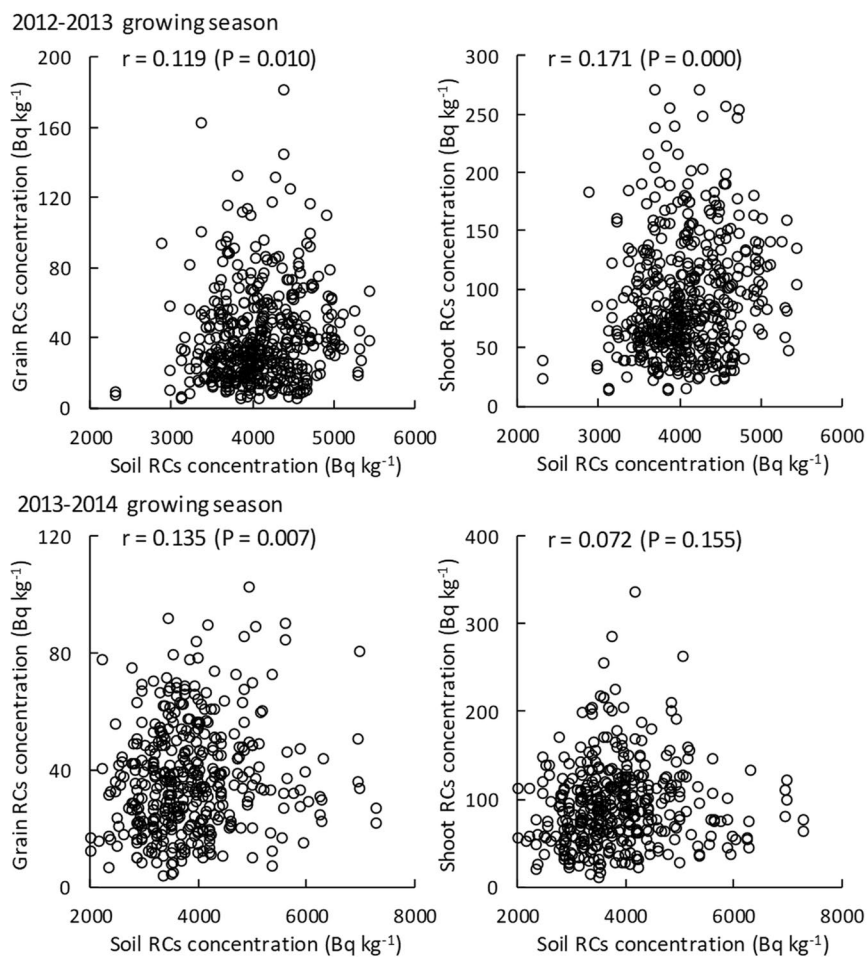 2012-2013 growing season
r = 0.119 (P = 0.010)
Grain RCs concentration (Bq kg⁻¹)
200
160
120
80
40
0
2000 3000 4000 5000 6000
Soil RCs concentration (Bq kg⁻¹)
r = 0.171 (P = 0.000)
Shoot RCs concentration (Bq kg⁻¹)
300
250
200
150
100
50
0
2000 3000 4000 5000 6000
Soil RCs concentration (Bq kg⁻¹)
2013-2014 growing season
r = 0.135 (P = 0.007)
Grain RCs concentration (Bq kg⁻¹)
120
80
40
0
2000 4000 6000 8000
Soil RCs concentration (Bq kg⁻¹)
r = 0.072 (P = 0.155)
Shoot RCs concentration (Bq kg⁻¹)
400
300
200
100
0
2000 4000 6000 8000
Soil RCs concentration (Bq kg⁻¹)